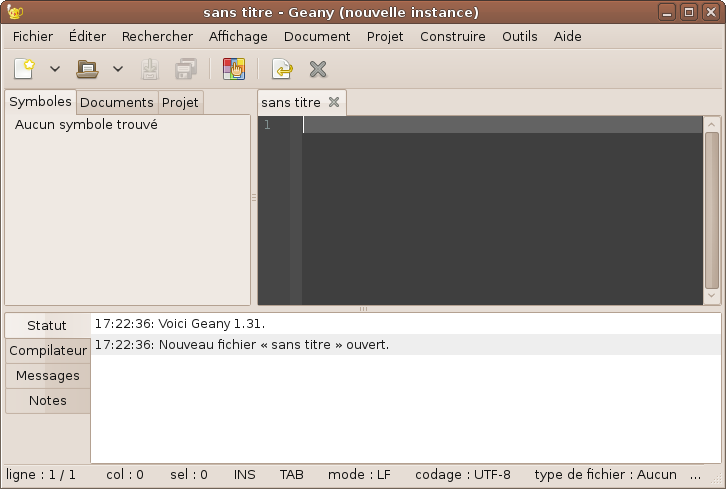 sans titre - Geany (nouvelle instance)
Fichier Éditer Rechercher Affichage Document Projet Construire Outils Aide
Symboles Documents Projet
Aucun symbole trouvé
sans titre
1
Statut
Compilateur
Messages
Notes
17:22:36: Voici Geany 1.31.
17:22:36: Nouveau fichier « sans titre » ouvert.
ligne : 1 / 1 col : 0 sel : 0 INS TAB mode : LF codage : UTF-8 type de fichier : Aucun ...